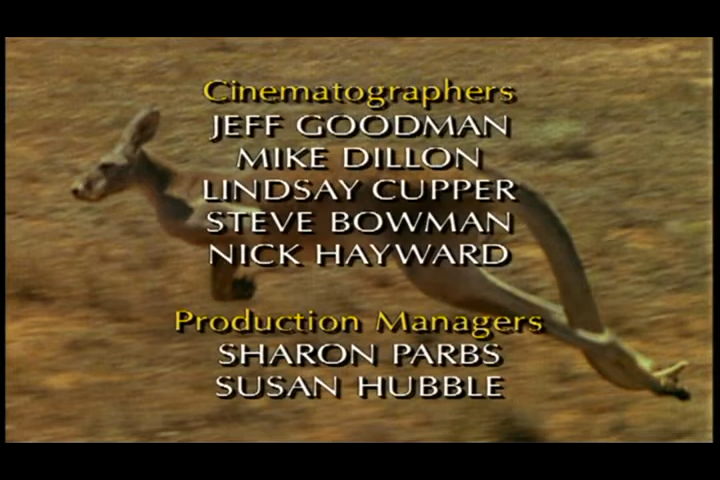 Cinematographers
JEFF GOODMAN
MIKE DILLON
LINDSAY CUPPER
STEVE BOWMAN
NICK HAYWARD
Production Managers
SHARON PARBS
SUSAN HUBBLE